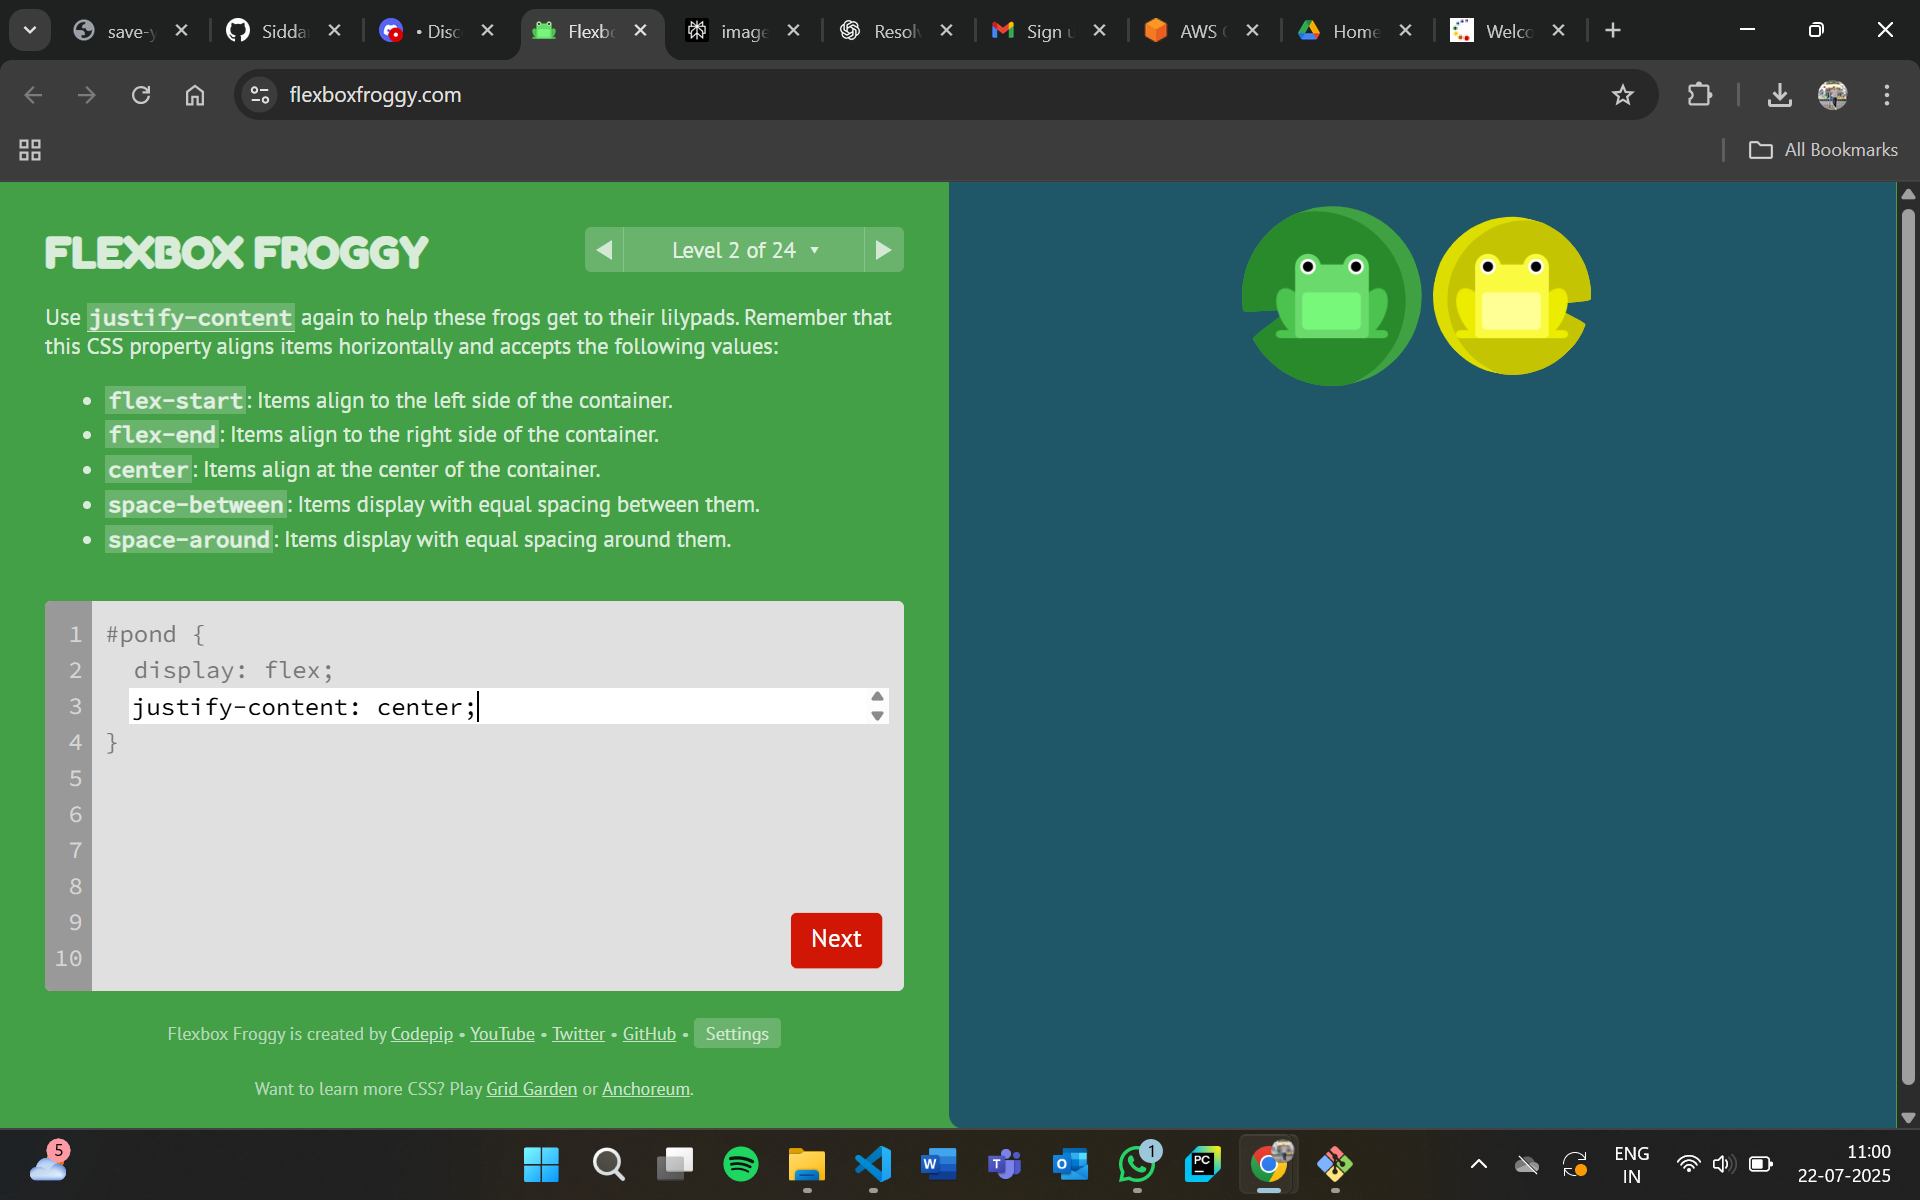 save-y
Sidda
• Disc
Flexbo
image
Resolv
Sign u
AWS
Home
Welco
flexboxfroggy.com
All Bookmarks
FLEXBOX FROGGY
Level 2 of 24
Use justify-content again to help these frogs get to their lilypads. Remember that
this CSS property aligns items horizontally and accepts the following values:
• flex-start: Items align to the left side of the container.
• flex-end: Items align to the right side of the container.
• center: Items align at the center of the container.
• space-between: Items display with equal spacing between them.
• space-around: Items display with equal spacing around them.
1 #pond {
2 display: flex;
3 justify-content: center;
4 }
5
6
7
8
9
10
Next
Flexbox Froggy is created by Codepip • YouTube • Twitter • GitHub • Settings
Want to learn more CSS? Play Grid Garden or Anchoreum.
5
W
T
O
1
PC
ENG
IN
11:00
22-07-2025